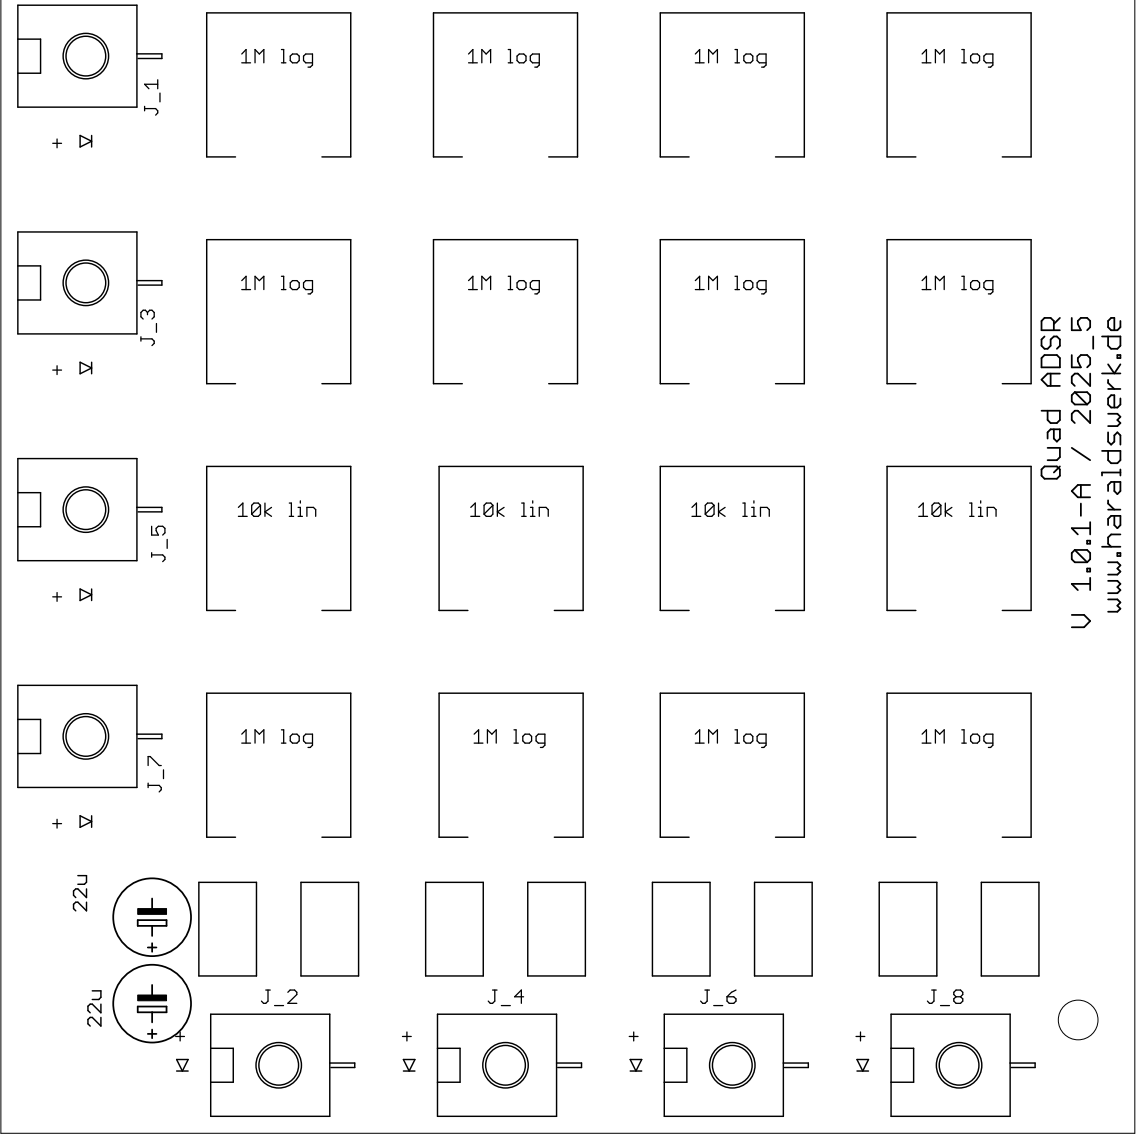 1M log 1M log 1M log 1M log
J_1
+
1M log 1M log 1M log 1M log
J_3
+
Quad ADSR
V 1.0.1-A / 2025_5
www.haraldswerk.de
10k lin 10k lin 10k lin 10k lin
J_5
+
1M log 1M log 1M log 1M log
J_7
+
22u
+
22u
+
J_2 J_4 J_6 J_8
+ + + +